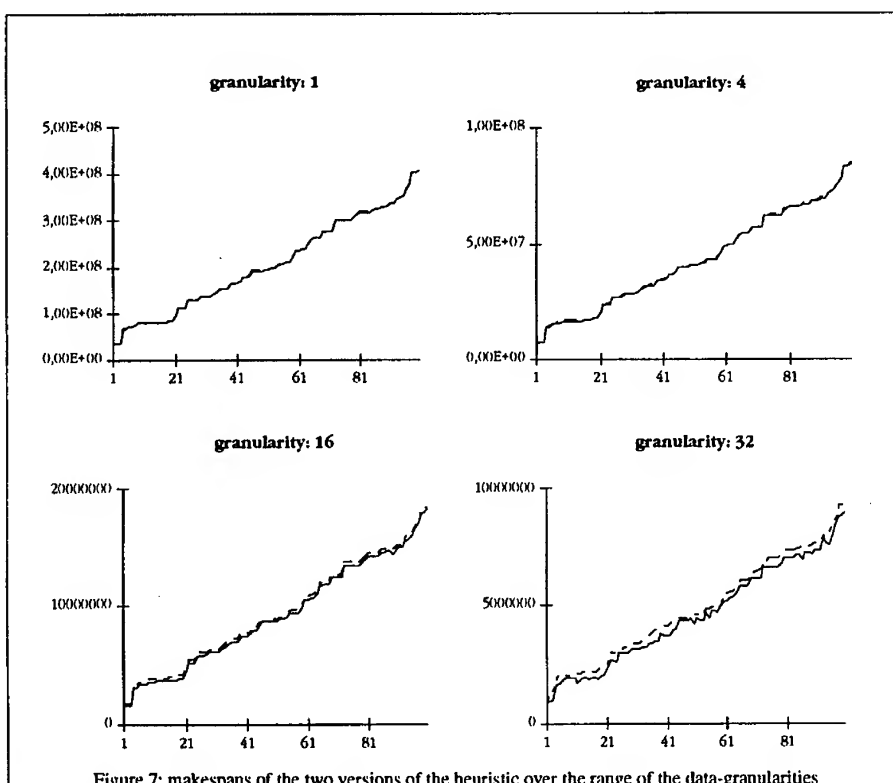 granularity: 1
5,00E+08
4,00E+08
3,00E+08
2,00E+08
1,00E+08
0,00E+00
1 21 41 61 81
granularity: 4
1,00E+08
5,00E+07
0,00E+00
1 21 41 61 81
granularity: 16
20000000
10000000
0
1 21 41 61 81
granularity: 32
10000000
5000000
0
1 21 41 61 81
Figure 7: makespans of the two versions of the heuristic over the range of the data-granularities